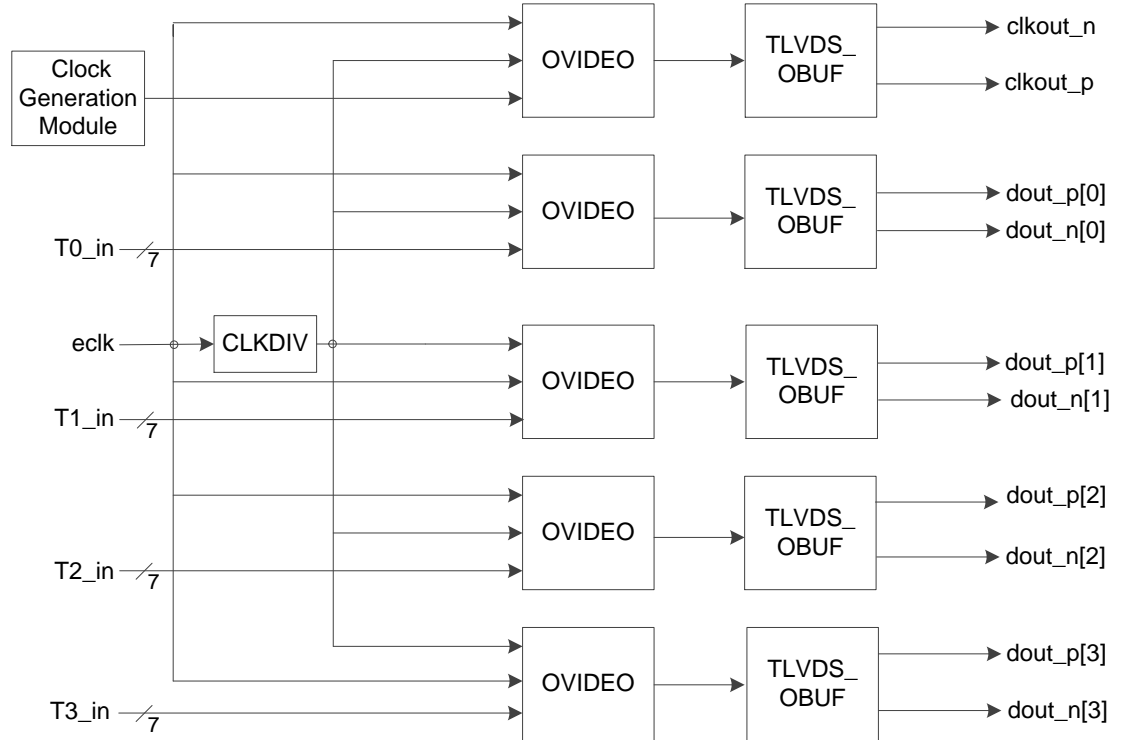 Clock
Generation
Module
OVIDEO
TLVDS_
OBUF
clkout_n
clkout_p
T0_in
7
OVIDEO
TLVDS_
OBUF
dout_p[0]
dout_n[0]
eclk
CLKDIV
T1_in
7
OVIDEO
TLVDS_
OBUF
dout_p[1]
dout_n[1]
T2_in
7
OVIDEO
TLVDS_
OBUF
dout_p[2]
dout_n[2]
T3_in
7
OVIDEO
TLVDS_
OBUF
dout_p[3]
dout_n[3]